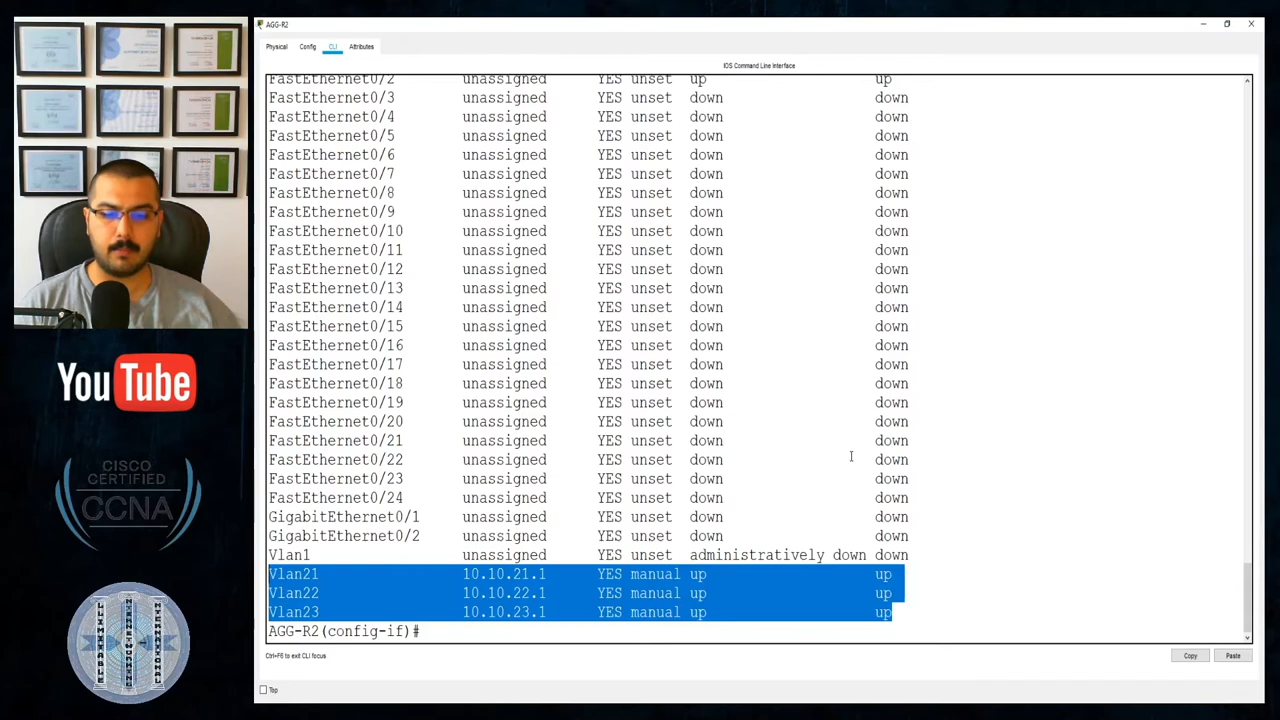 AGG-R2
Physical Config CLI Attributes
IOS Command Line Interface
FastEthernet0/2 unassigned YES unset up up
FastEthernet0/3 unassigned YES unset down down
FastEthernet0/4 unassigned YES unset down down
FastEthernet0/5 unassigned YES unset down down
FastEthernet0/6 unassigned YES unset down down
FastEthernet0/7 unassigned YES unset down down
FastEthernet0/8 unassigned YES unset down down
FastEthernet0/9 unassigned YES unset down down
FastEthernet0/10 unassigned YES unset down down
FastEthernet0/11 unassigned YES unset down down
FastEthernet0/12 unassigned YES unset down down
FastEthernet0/13 unassigned YES unset down down
FastEthernet0/14 unassigned YES unset down down
FastEthernet0/15 unassigned YES unset down down
FastEthernet0/16 unassigned YES unset down down
FastEthernet0/17 unassigned YES unset down down
FastEthernet0/18 unassigned YES unset down down
FastEthernet0/19 unassigned YES unset down down
FastEthernet0/20 unassigned YES unset down down
FastEthernet0/21 unassigned YES unset down down
FastEthernet0/22 unassigned YES unset down down
FastEthernet0/23 unassigned YES unset down down
FastEthernet0/24 unassigned YES unset down down
GigabitEthernet0/1 unassigned YES unset down down
GigabitEthernet0/2 unassigned YES unset down down
Vlan1 unassigned YES unset administratively down down
Vlan21 10.10.21.1 YES manual up up
Vlan22 10.10.22.1 YES manual up up
Vlan23 10.10.23.1 YES manual up up
AGG-R2(config-if)#
Ctrl+F6 to exit CLI focus
Copy Paste
Top
YouTube
CISCO
CERTIFIED
CCNA
ILLIMITABLE
INTERNETWORKING
INTERNATIONAL